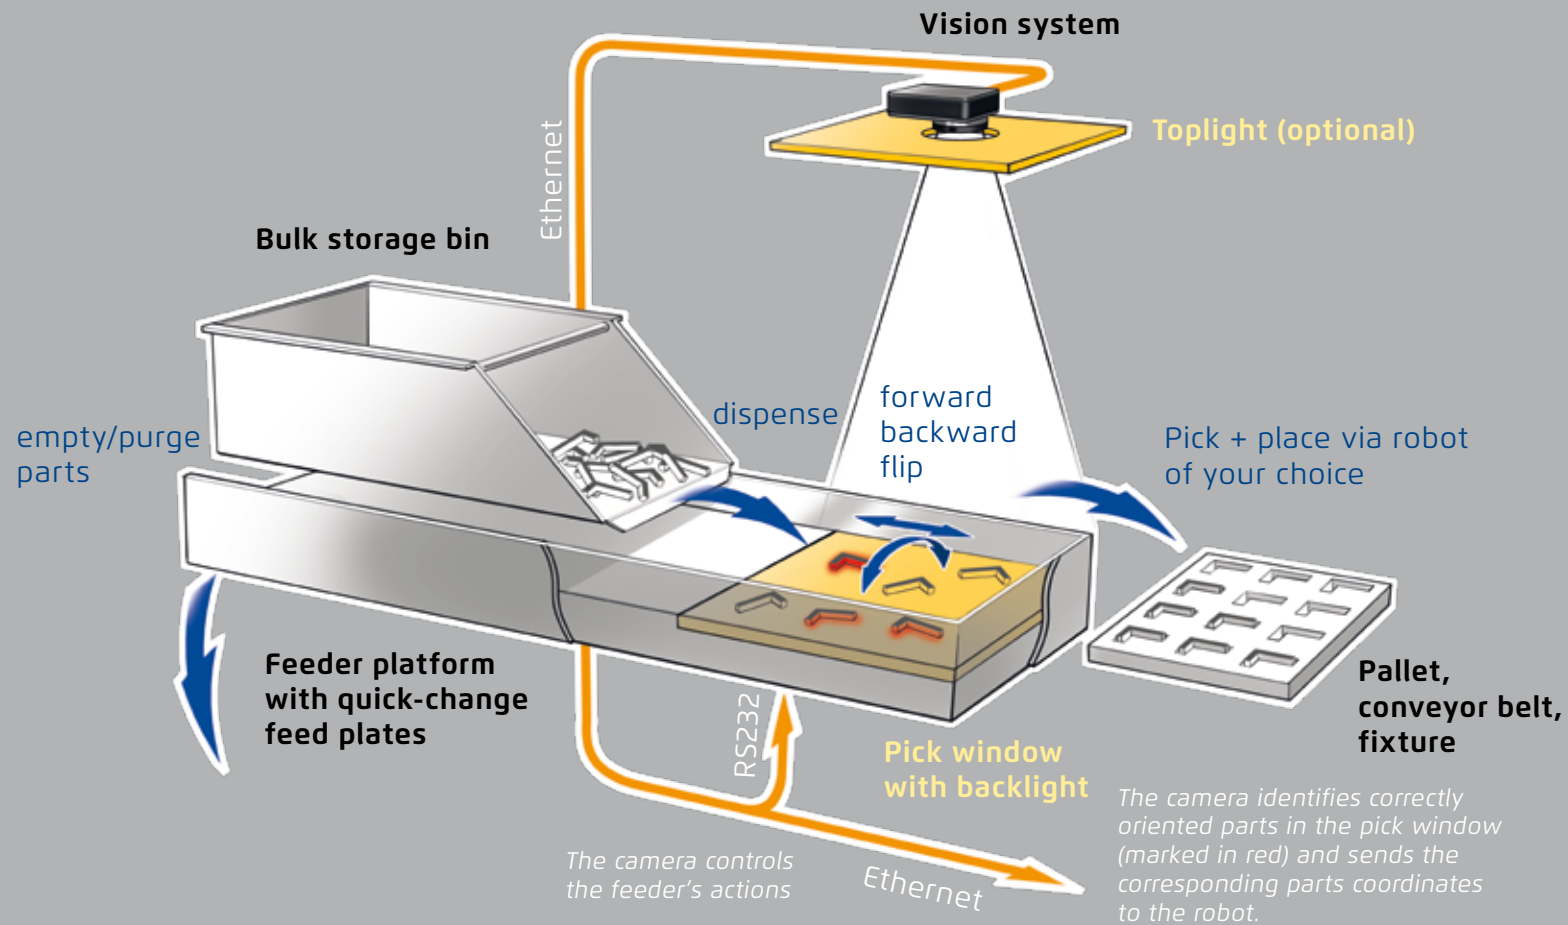 Vision system
Toplight (optional)
Ethernet
Bulk storage bin
empty/purge
parts
dispense
forward
backward
flip
Pick + place via robot
of your choice
Feeder platform
with quick-change
feed plates
RS232
Pick window
with backlight
Pallet,
conveyor belt,
fixture
The camera controls
the feeder's actions
Ethernet
The camera identifies correctly
oriented parts in the pick window
(marked in red) and sends the
corresponding parts coordinates
to the robot.